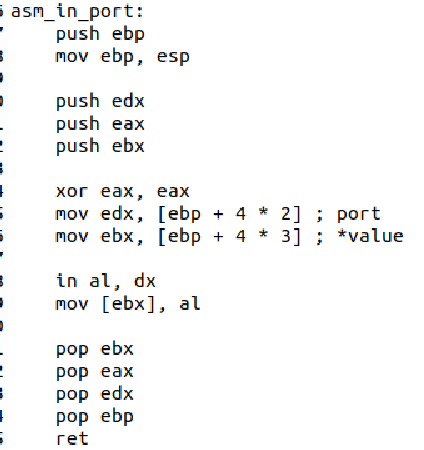 asm_in_port:
push ebp
mov ebp, esp
push edx
push eax
push ebx
xor eax, eax
mov edx, [ebp + 4 * 2] ; port
mov ebx, [ebp + 4 * 3] ; *value
in al, dx
mov [ebx], al
pop ebx
pop eax
pop edx
pop ebp
ret